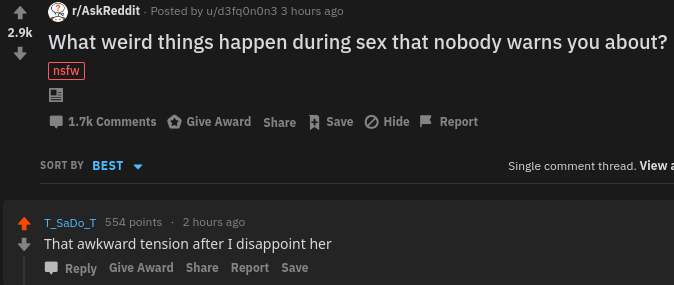 r/AskReddit · Posted by u/d3fq0n0n3 3 hours ago
2.9k
What weird things happen during sex that nobody warns you about?
nsfw
1.7k Comments Give Award Share Save Hide Report
SORT BY BEST Single comment thread. View a
T_SaDo_T 554 points · 2 hours ago
That awkward tension after I disappoint her
Reply Give Award Share Report Save